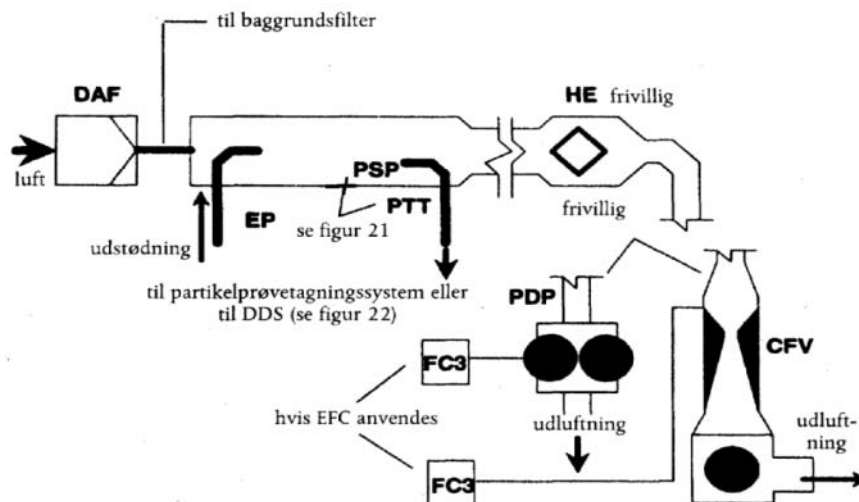 til baggrundsfilter
DAF
HE frivillig
luft
PSP
frivillig
EP
PTT
se figur 21
udstødning
til partikelprøvetagningssystem eller
til DDS (se figur 22)
PDP
CFV
FC3
hvis EFC anvendes
udluftning
udluft-
ning
FC3